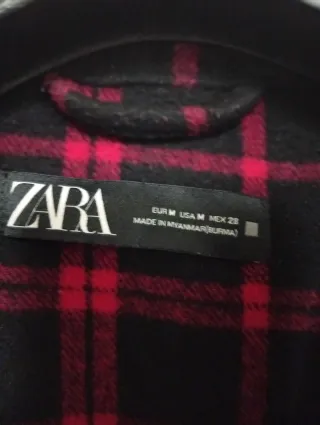 ZARA
EUR M USA M MEX 28
MADE IN MYANMAR(BURMA)